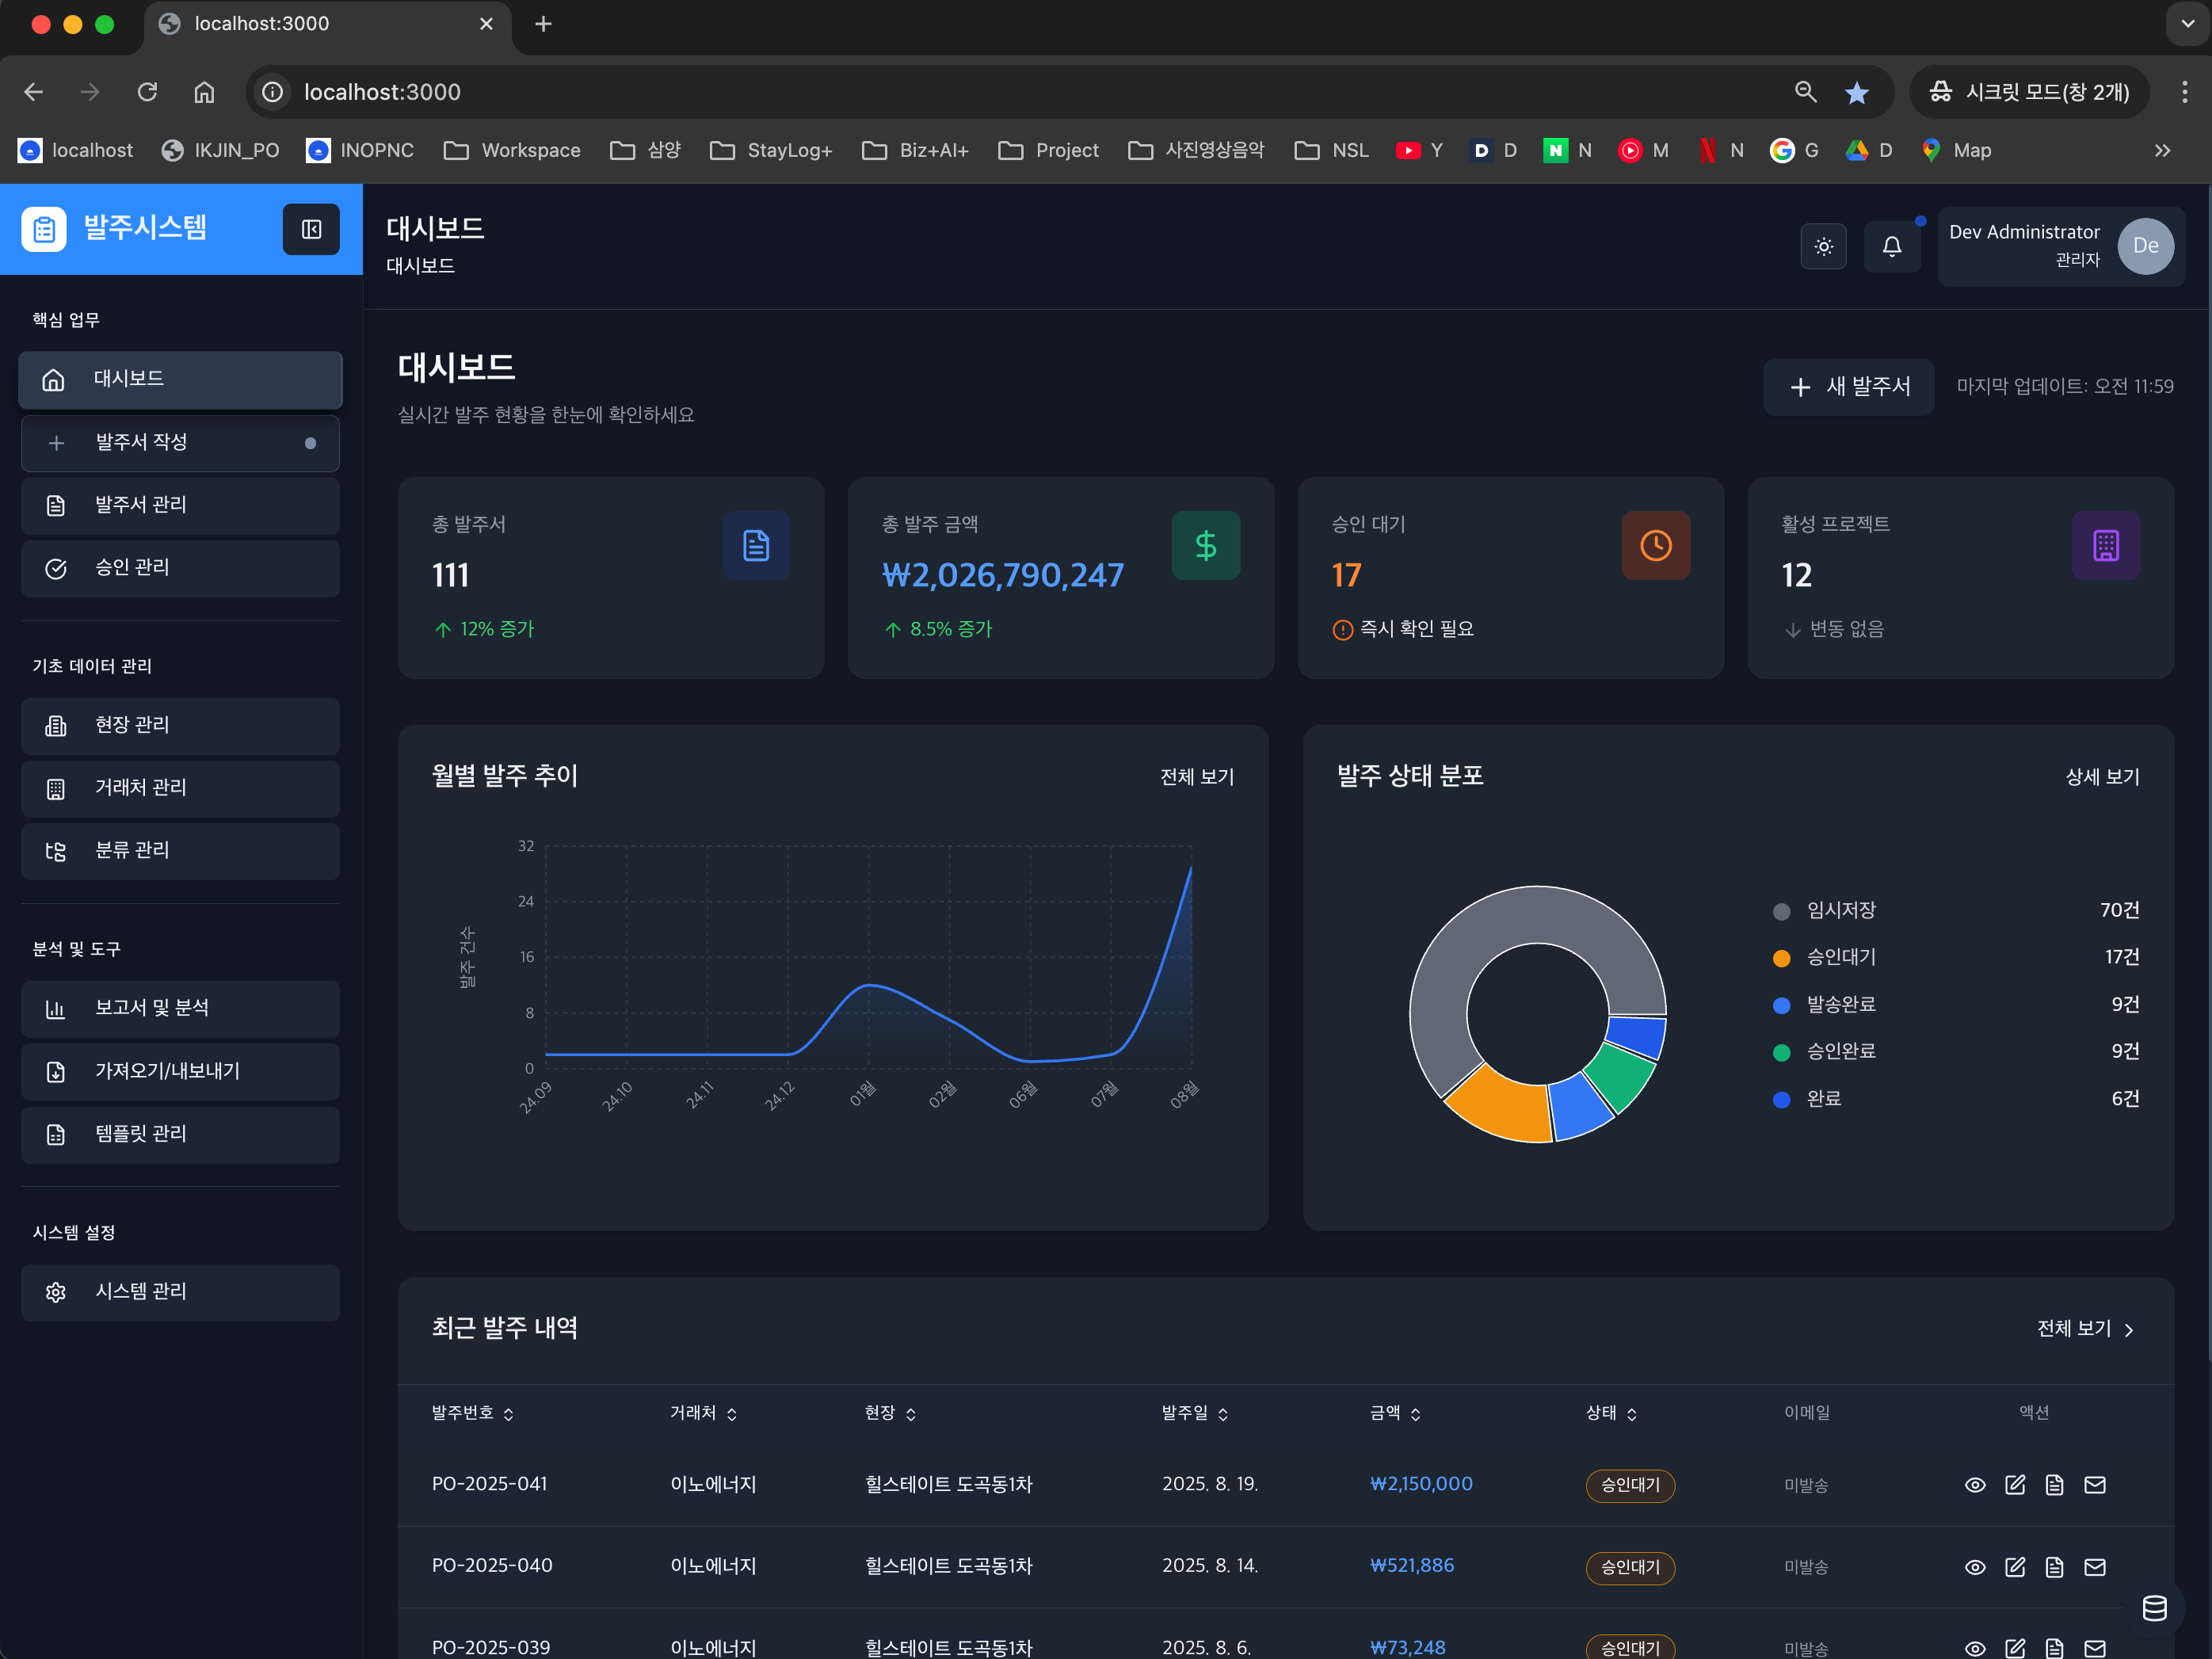 localhost:3000
localhost:3000
시크릿 모드(창 2개)
localhost IKJIN_PO INOPNC Workspace 삼양 StayLog+ Biz+AI+ Project 사진영상음악 NSL Y D N M N G D Map
발주시스템
대시보드
대시보드
Dev Administrator
관리자
De
핵심 업무
대시보드
발주서 작성
발주서 관리
승인 관리
기초 데이터 관리
현장 관리
거래처 관리
분류 관리
분석 및 도구
보고서 및 분석
가져오기/내보내기
템플릿 관리
시스템 설정
시스템 관리
대시보드
실시간 발주 현황을 한눈에 확인하세요
새 발주서
마지막 업데이트: 오전 11:59
총 발주서
111
12% 증가
총 발주 금액
₩2,026,790,247
8.5% 증가
승인 대기
17
즉시 확인 필요
활성 프로젝트
12
변동 없음
월별 발주 추이
전체 보기
발주 건수
32
24
16
8
0
24.09 24.10 24.11 24.12 01월 02월 06월 07월 08월
발주 상태 분포
상세 보기
임시저장 70건
승인대기 17건
발송완료 9건
승인완료 9건
완료 6건
최근 발주 내역
전체 보기
발주번호 거래처 현장 발주일 금액 상태 이메일 액션
PO-2025-041 이노에너지 힐스테이트 도곡동1차 2025. 8. 19. ₩2,150,000 승인대기 미발송
PO-2025-040 이노에너지 힐스테이트 도곡동1차 2025. 8. 14. ₩521,886 승인대기 미발송
PO-2025-039 이노에너지 힐스테이트 도곡동1차 2025. 8. 6. ₩73,248 승인대기 미발송